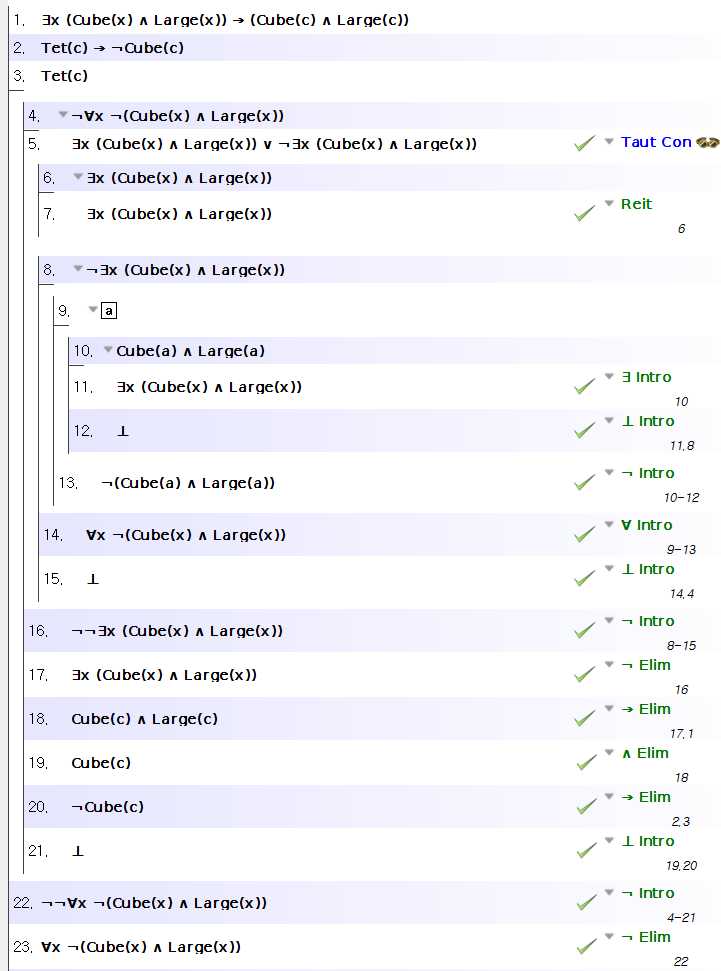 1. ∃x (Cube(x) ∧ Large(x)) → (Cube(c) ∧ Large(c))
2. Tet(c) → ¬Cube(c)
3. Tet(c)
4. ¬∀x ¬(Cube(x) ∧ Large(x))
5. ∃x (Cube(x) ∧ Large(x)) ∨ ¬∃x (Cube(x) ∧ Large(x)) Taut Con
6. ∃x (Cube(x) ∧ Large(x))
7. ∃x (Cube(x) ∧ Large(x)) Reit
6
8. ¬∃x (Cube(x) ∧ Large(x))
9. a
10. Cube(a) ∧ Large(a)
11. ∃x (Cube(x) ∧ Large(x)) ∃ Intro
10
12. ⊥ ⊥ Intro
11,8
13. ¬(Cube(a) ∧ Large(a)) ¬ Intro
10-12
14. ∀x ¬(Cube(x) ∧ Large(x)) ∀ Intro
9-13
15. ⊥ ⊥ Intro
14,4
16. ¬¬∃x (Cube(x) ∧ Large(x)) ¬ Intro
8-15
17. ∃x (Cube(x) ∧ Large(x)) ¬ Elim
16
18. Cube(c) ∧ Large(c) → Elim
17,1
19. Cube(c) ∧ Elim
18
20. ¬Cube(c) → Elim
2,3
21. ⊥ ⊥ Intro
19,20
22. ¬¬∀x ¬(Cube(x) ∧ Large(x)) ¬ Intro
4-21
23. ∀x ¬(Cube(x) ∧ Large(x)) ¬ Elim
22